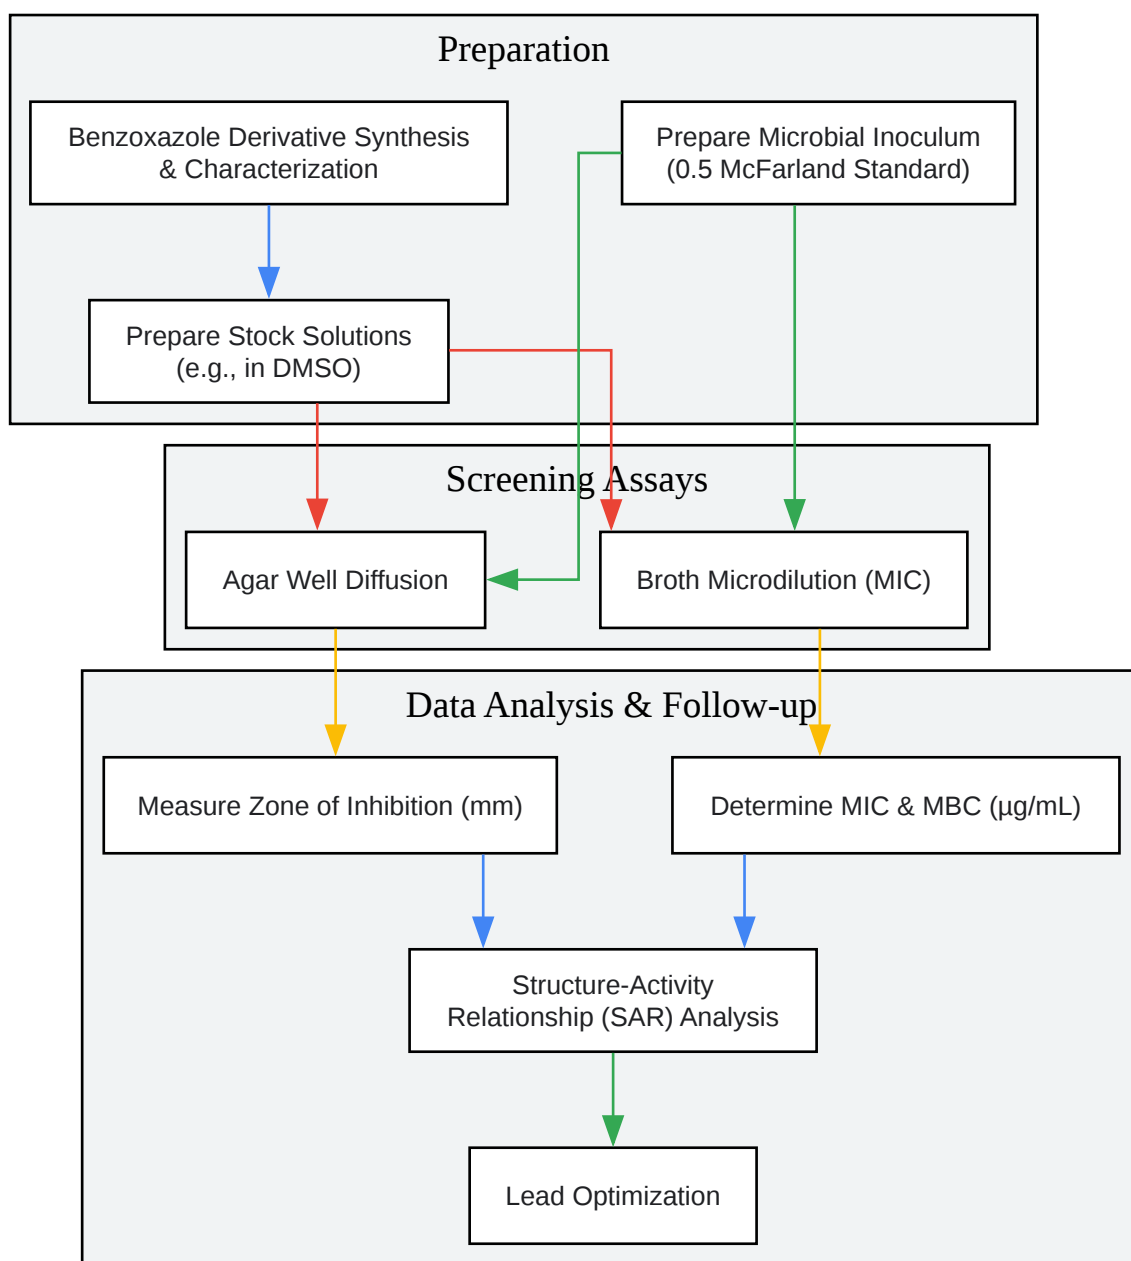 Preparation
Benzoxazole Derivative Synthesis
& Characterization
Prepare Microbial Inoculum
(0.5 McFarland Standard)
Prepare Stock Solutions
(e.g., in DMSO)
Screening Assays
Agar Well Diffusion
Broth Microdilution (MIC)
Data Analysis & Follow-up
Measure Zone of Inhibition (mm)
Determine MIC & MBC (µg/mL)
Structure-Activity
Relationship (SAR) Analysis
Lead Optimization